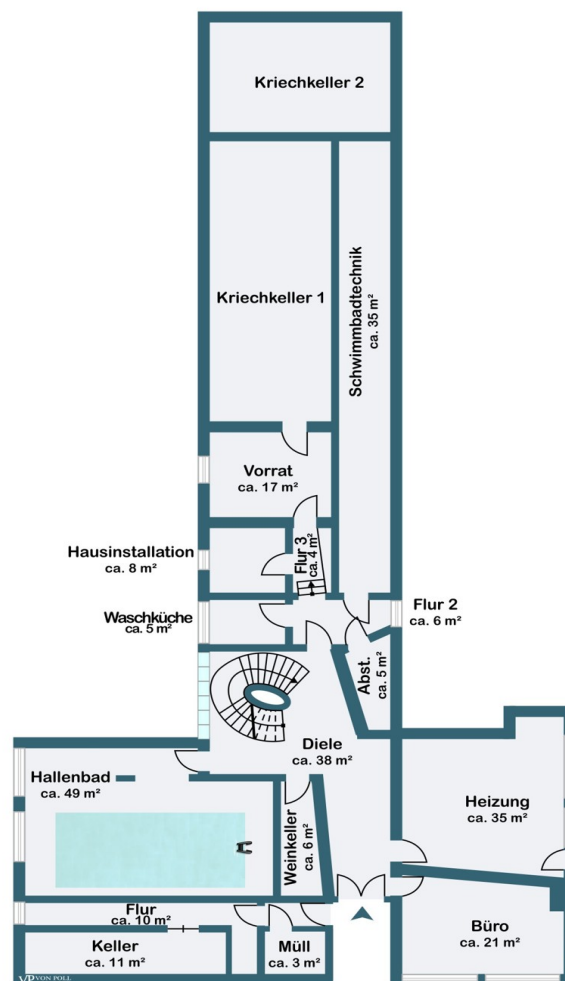 Kriechkeller 2
Kriechkeller 1
Schwimmbadtechnik
ca. 35 m²
Vorrat
ca. 17 m²
Hausinstallation
ca. 8 m²
Flur 3
ca. 4 m²
Waschküche
ca. 5 m²
Flur 2
ca. 6 m²
Abst.
ca. 5 m²
Diele
ca. 38 m²
Hallenbad
ca. 49 m²
Weinkeller
ca. 6 m²
Heizung
ca. 35 m²
Flur
ca. 10 m²
Keller
ca. 11 m²
Müll
ca. 3 m²
Büro
ca. 21 m²
VP VON POLL